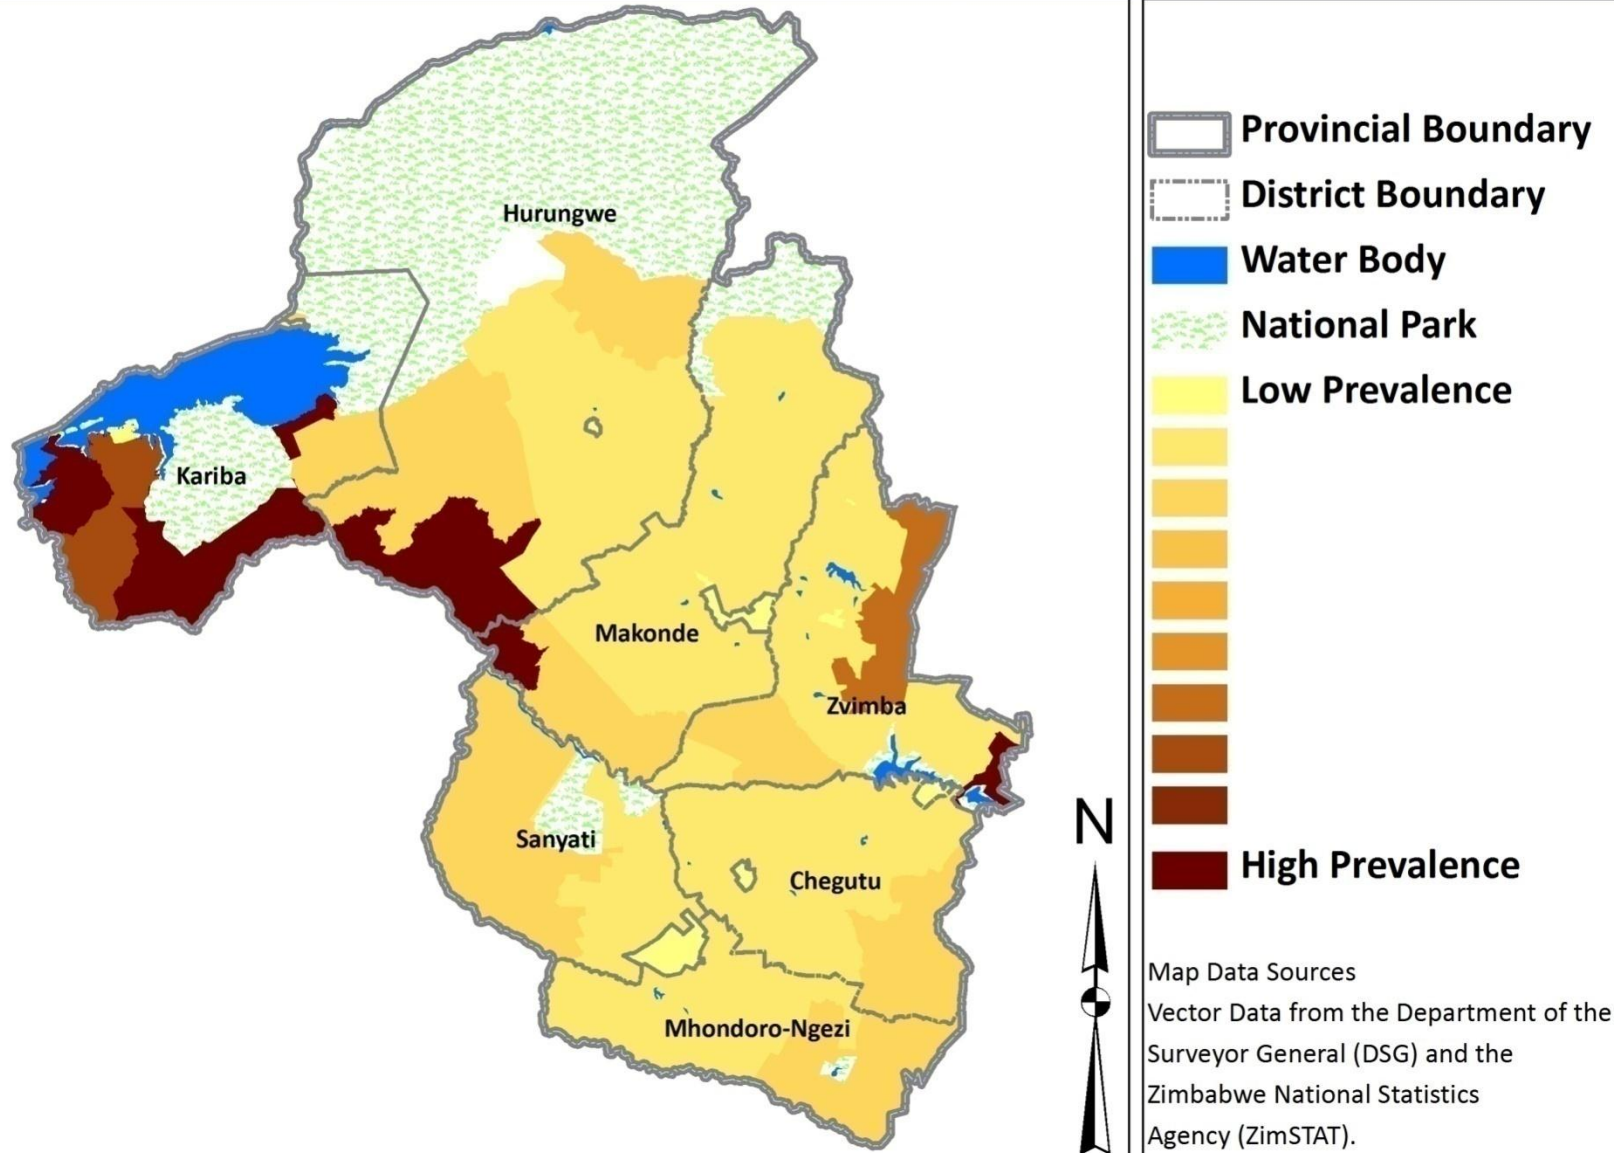 Hurungwe
Kariba
Makonde
Zvimba
Sanyati
Chegutu
Mhondoro-Ngezi
N
Provincial Boundary
District Boundary
Water Body
National Park
Low Prevalence
High Prevalence
Map Data Sources
Vector Data from the Department of the
Surveyor General (DSG) and the
Zimbabwe National Statistics
Agency (ZimSTAT).